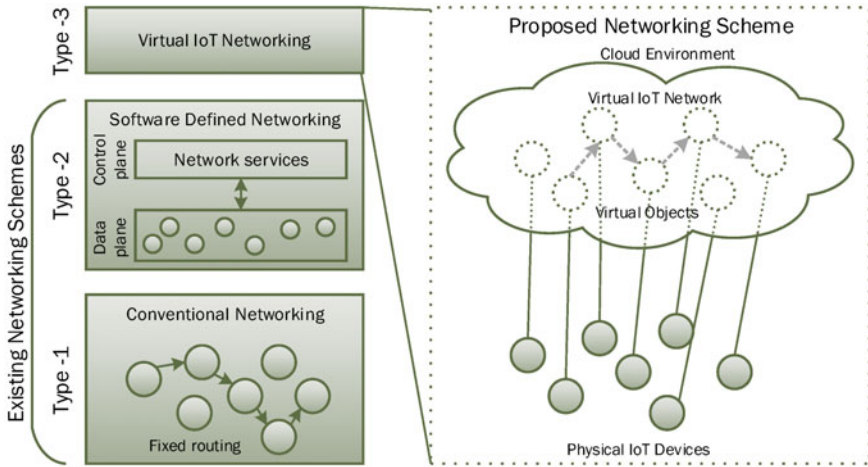 Existing Networking Schemes
Type -3
Virtual IoT Networking
Type -2
Software Defined Networking
Control
plane
Network services
Data
plane
Type -1
Conventional Networking
Fixed routing
Proposed Networking Scheme
Cloud Environment
Virtual IoT Network
Virtual Objects
Physical IoT Devices